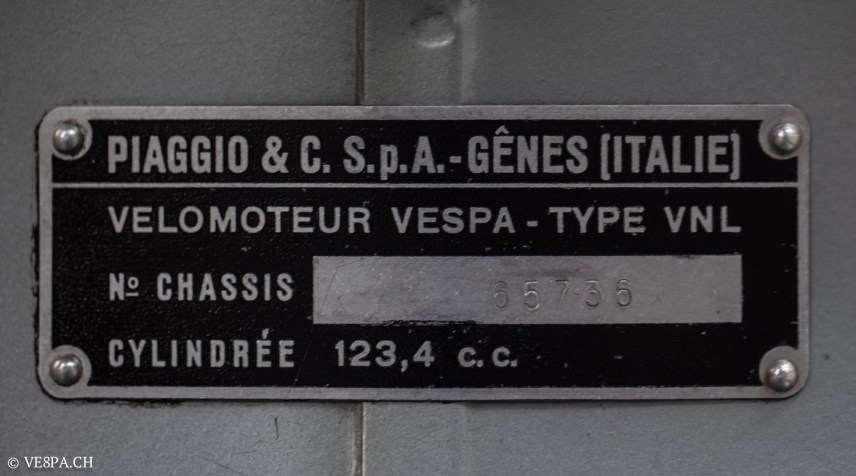 PIAGGIO & C. S.p.A.-GÊNES (ITALIE)
VELOMOTEUR VESPA - TYPE VNL
Nº CHASSIS 65736
CYLINDRÉE 123,4 c.c.
© VE8PA.CH